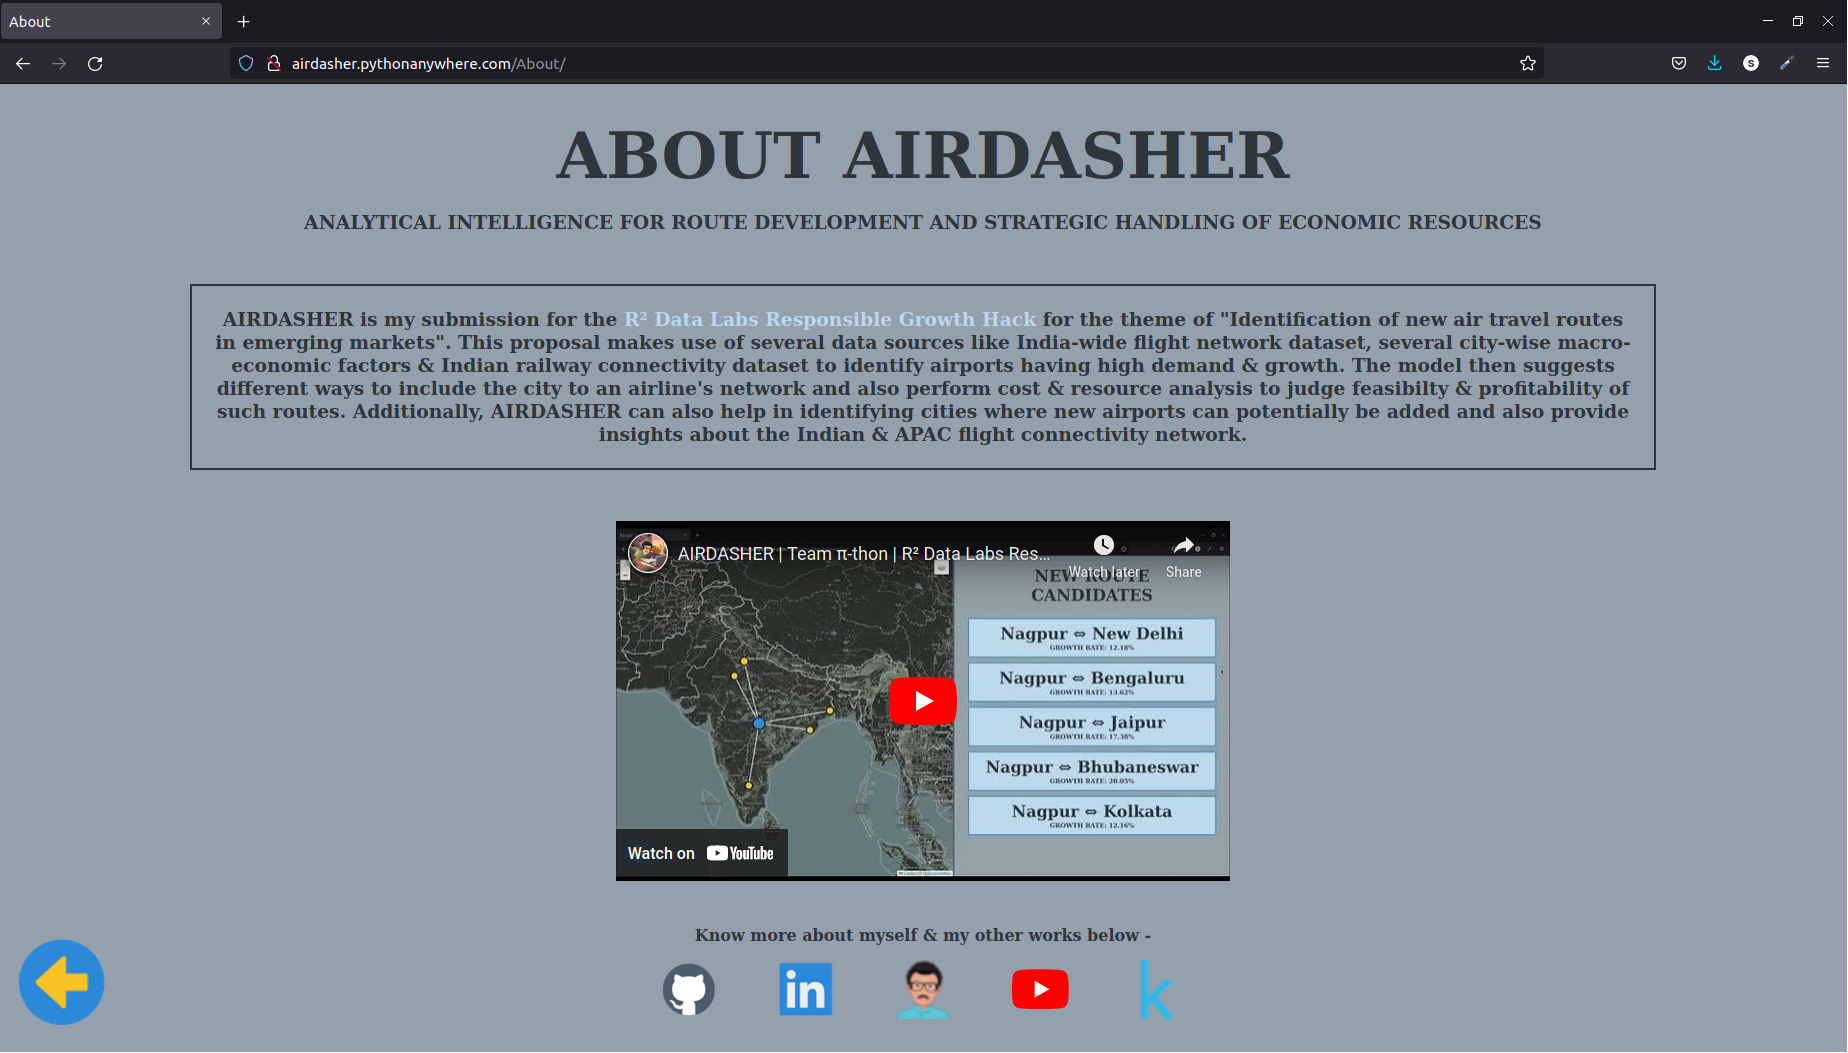 About
airdasher.pythonanywhere.com/About/
S
ABOUT AIRDASHER
ANALYTICAL INTELLIGENCE FOR ROUTE DEVELOPMENT AND STRATEGIC HANDLING OF ECONOMIC RESOURCES
AIRDASHER is my submission for the R² Data Labs Responsible Growth Hack for the theme of "Identification of new air travel routes
in emerging markets". This proposal makes use of several data sources like India-wide flight network dataset, several city-wise macro-
economic factors & Indian railway connectivity dataset to identify airports having high demand & growth. The model then suggests
different ways to include the city to an airline's network and also perform cost & resource analysis to judge feasibilty & profitability of
such routes. Additionally, AIRDASHER can also help in identifying cities where new airports can potentially be added and also provide
insights about the Indian & APAC flight connectivity network.
AIRDASHER | Team π-thon | R² Data Labs Res...
Watch later
Share
NEW ROUTE
CANDIDATES
Nagpur ⇔ New Delhi
GROWTH RATE: 12.18%
Nagpur ⇔ Bengaluru
GROWTH RATE: 13.62%
Nagpur ⇔ Jaipur
GROWTH RATE: 17.38%
Nagpur ⇔ Bhubaneswar
GROWTH RATE: 20.05%
Nagpur ⇔ Kolkata
GROWTH RATE: 12.16%
Watch on YouTube
Know more about myself & my other works below -
in
k